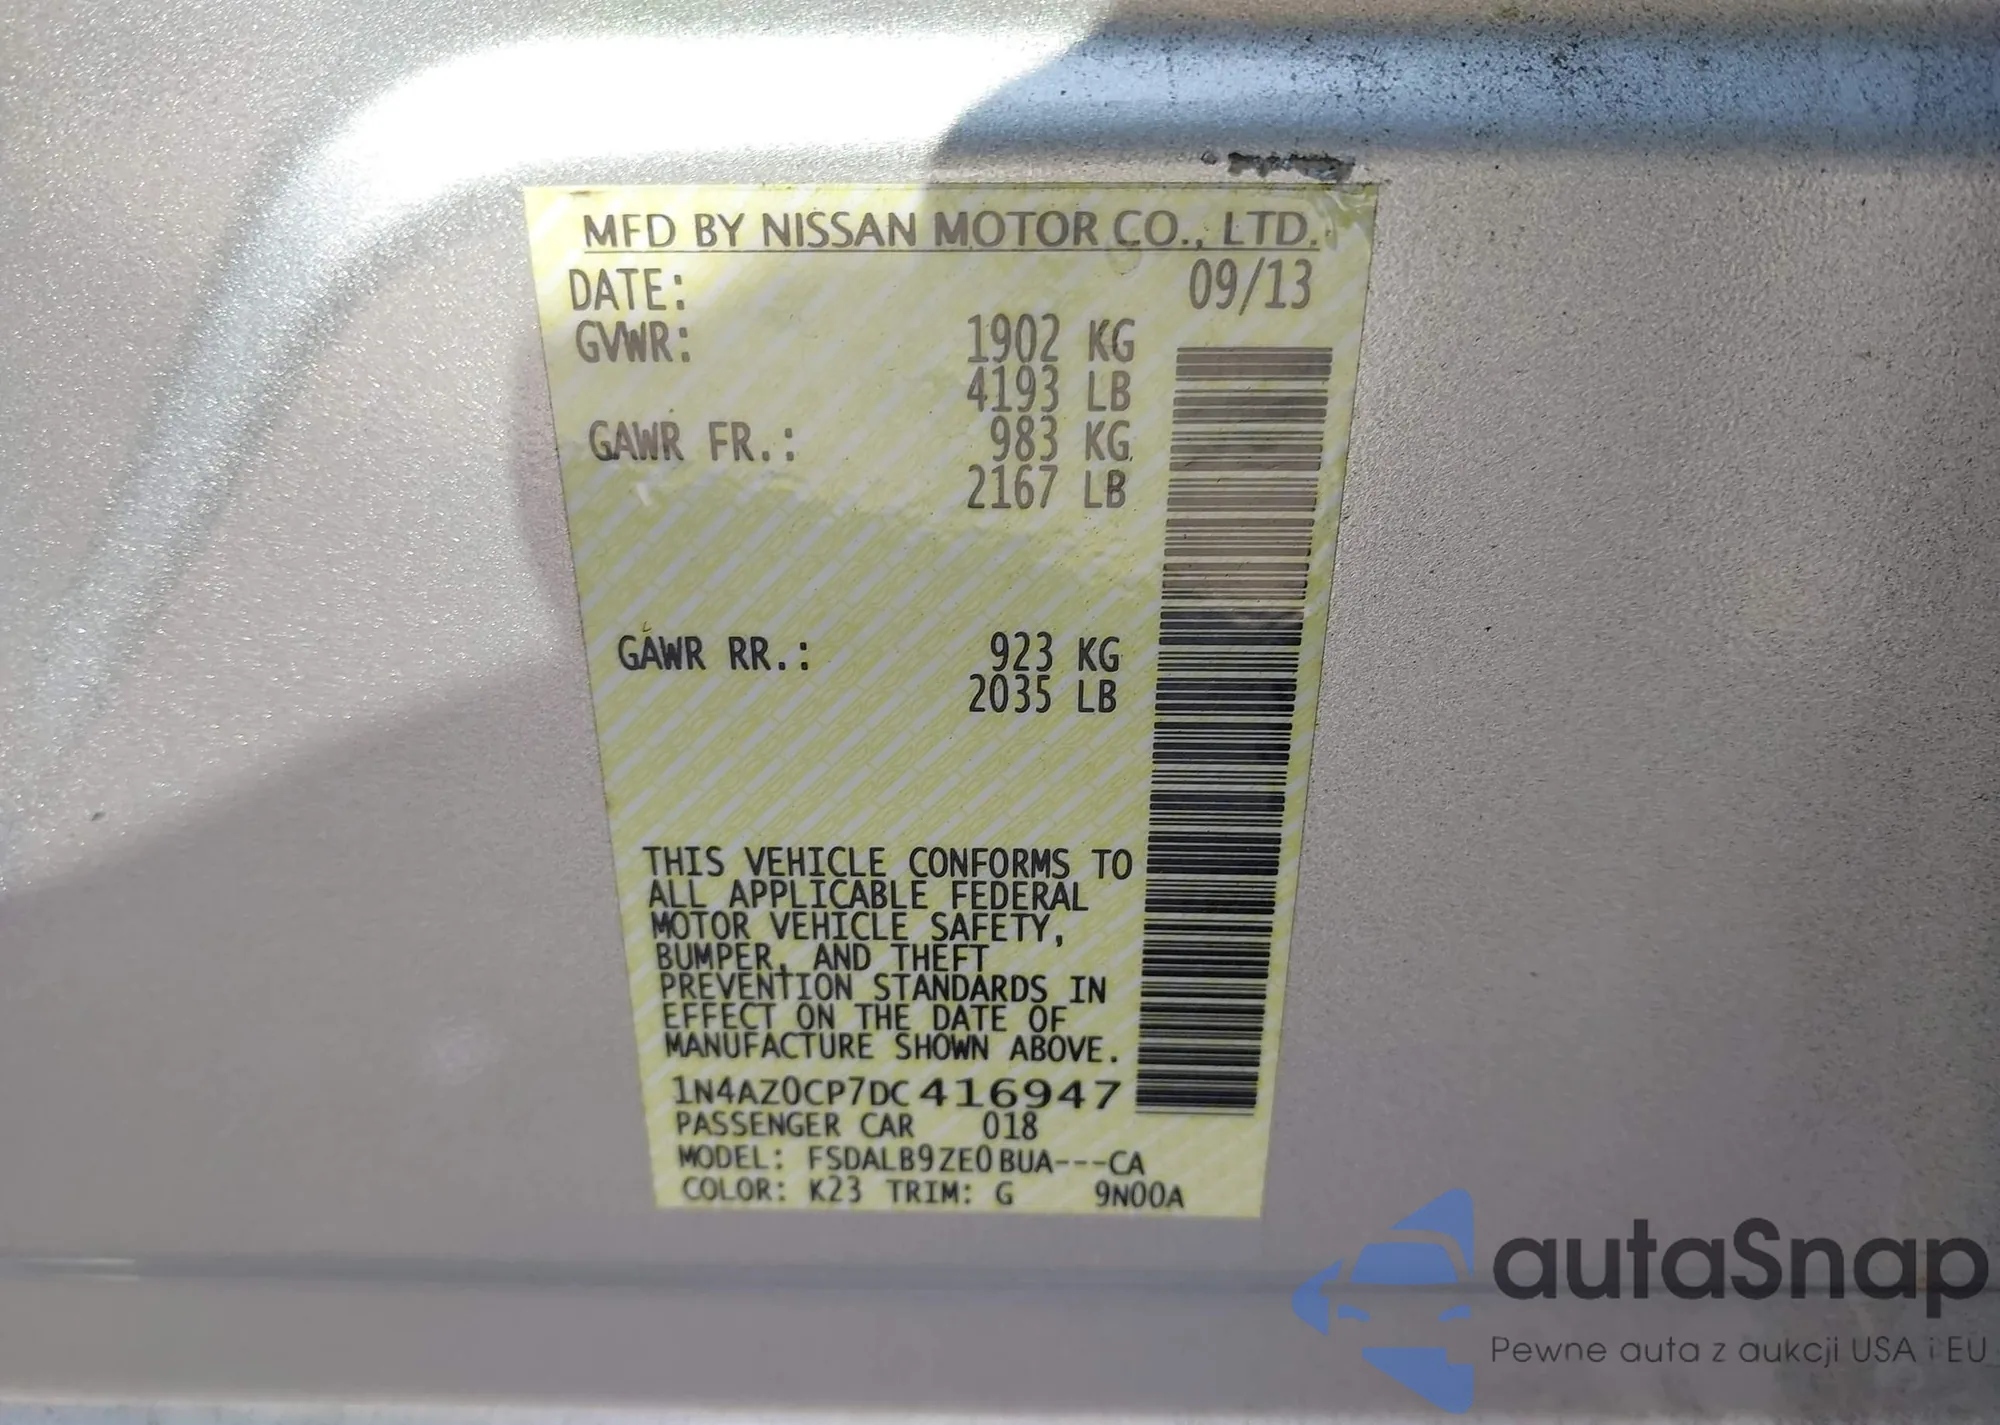 MFD BY NISSAN MOTOR CO., LTD.
DATE: 09/13
GVWR: 1902 KG
4193 LB
GAWR FR.: 983 KG
2167 LB
GAWR RR.: 923 KG
2035 LB
THIS VEHICLE CONFORMS TO
ALL APPLICABLE FEDERAL
MOTOR VEHICLE SAFETY,
BUMPER, AND THEFT
PREVENTION STANDARDS IN
EFFECT ON THE DATE OF
MANUFACTURE SHOWN ABOVE.
1N4AZ0CP7DC416947
PASSENGER CAR 018
MODEL: FSDALB9ZE0BUA---CA
COLOR: K23 TRIM: G 9N00A
autaSnap
Pewne auta z aukcji USA i EU